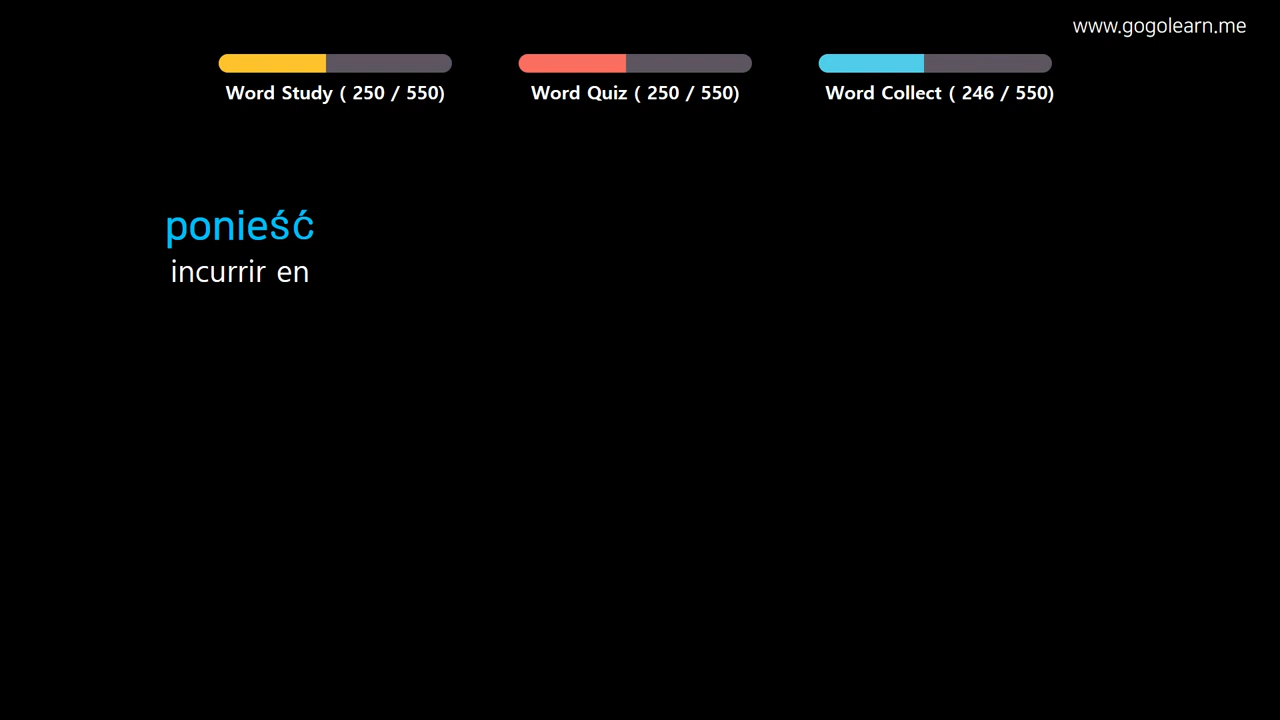 www.gogolearn.me
Word Study ( 250 / 550)
Word Quiz ( 250 / 550)
Word Collect ( 246 / 550)
ponieść
incurrir en